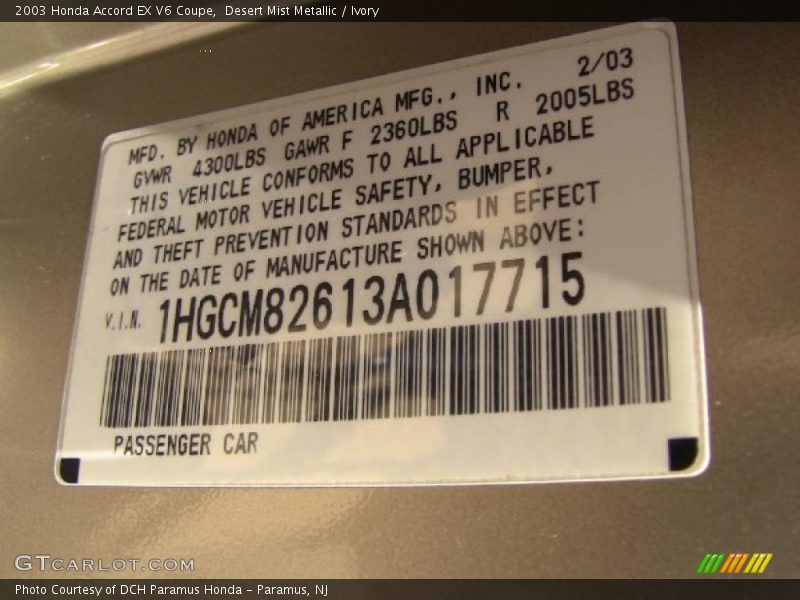 2003 Honda Accord EX V6 Coupe, Desert Mist Metallic / Ivory
MFD. BY HONDA OF AMERICA MFG., INC. 2/03
GVWR 4300LBS GAWR F 2360LBS R 2005LBS
THIS VEHICLE CONFORMS TO ALL APPLICABLE
FEDERAL MOTOR VEHICLE SAFETY, BUMPER,
AND THEFT PREVENTION STANDARDS IN EFFECT
ON THE DATE OF MANUFACTURE SHOWN ABOVE:
V.I.N. 1HGCM82613A017715
PASSENGER CAR
GTCARLOT.COM
Photo Courtesy of DCH Paramus Honda - Paramus, NJ